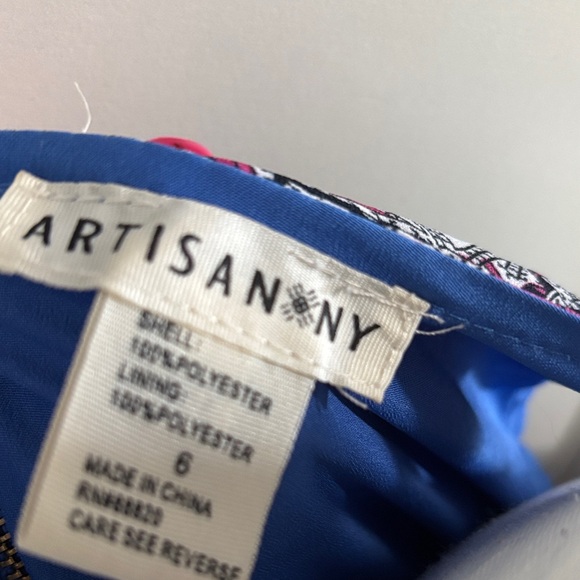 ARTISAN NY
SHELL:
100%POLYESTER
LINING:
100%POLYESTER
6
MADE IN CHINA
RN#88820
CARE SEE REVERSE